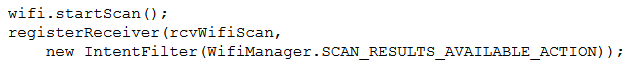 wifi.startScan();
registerReceiver(rcvWifiScan,
    new IntentFilter(WifiManager.SCAN_RESULTS_AVAILABLE_ACTION));